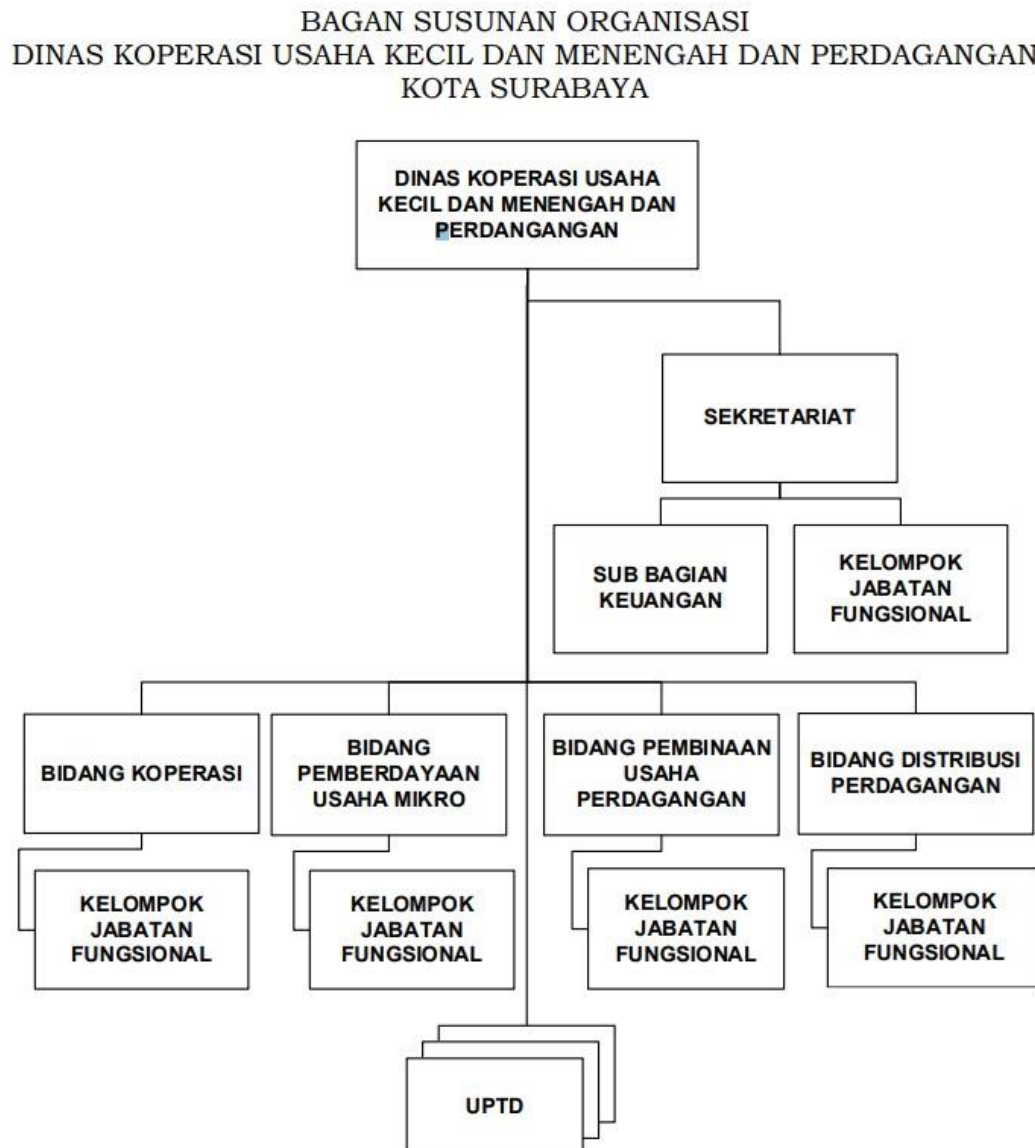 BAGAN SUSUNAN ORGANISASI
DINAS KOPERASI USAHA KECIL DAN MENENGAH DAN PERDAGANGAN
KOTA SURABAYA
DINAS KOPERASI USAHA
KECIL DAN MENENGAH DAN
PERDANGANGAN
SEKRETARIAT
SUB BAGIAN
KEUANGAN
KELOMPOK
JABATAN
FUNGSIONAL
BIDANG KOPERASI
BIDANG
PEMBERDAYAAN
USAHA MIKRO
BIDANG PEMBINAAN
USAHA
PERDAGANGAN
BIDANG DISTRIBUSI
PERDAGANGAN
KELOMPOK
JABATAN
FUNGSIONAL
KELOMPOK
JABATAN
FUNGSIONAL
KELOMPOK
JABATAN
FUNGSIONAL
KELOMPOK
JABATAN
FUNGSIONAL
UPTD